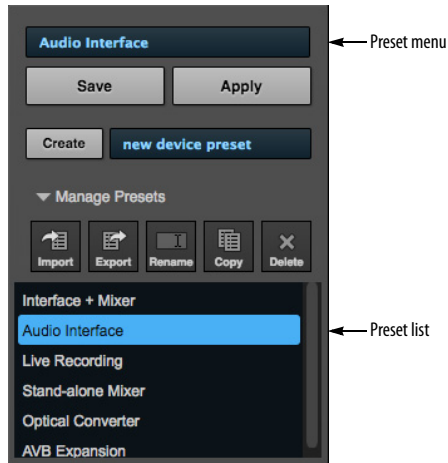 Audio Interface
Preset menu
Save
Apply
Create
new device preset
Manage Presets
Import
Export
Rename
Copy
Delete
Interface + Mixer
Audio Interface
Preset list
Live Recording
Stand-alone Mixer
Optical Converter
AVB Expansion